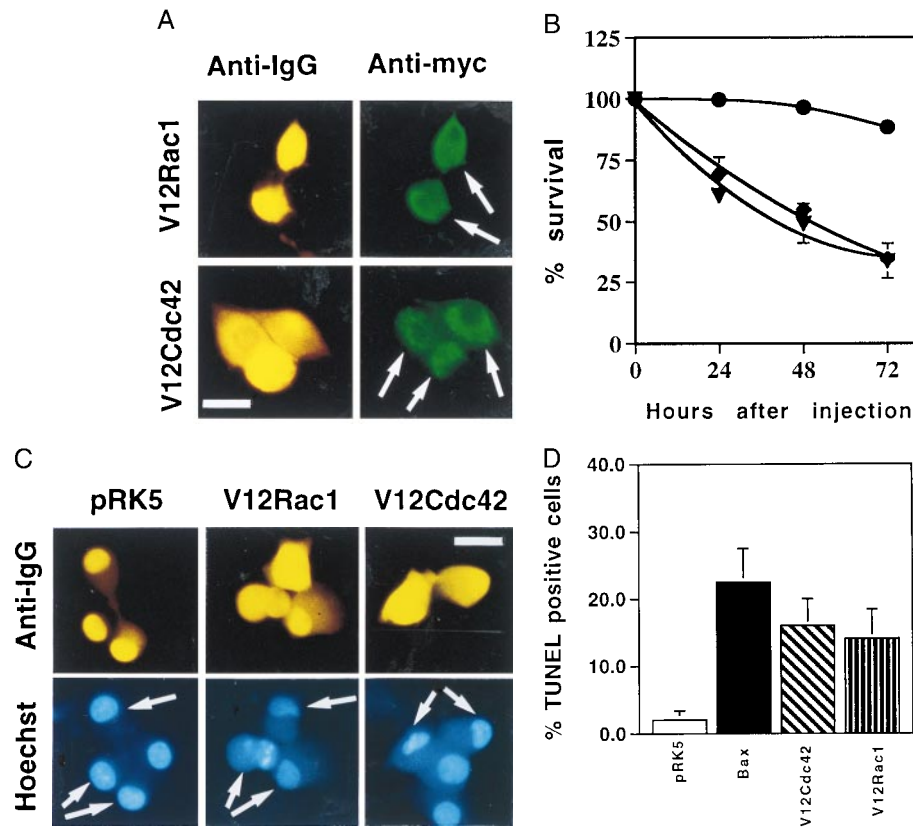 A
Anti-IgG Anti-myc
V12Rac1
V12Cdc42
B
125
100
75
50
25
0
% survival
0 24 48 72
Hours after injection
C
pRK5 V12Rac1 V12Cdc42
Anti-IgG
Hoechst
D
40.0
30.0
20.0
10.0
0.0
% TUNEL positive cells
pRK5
Bax
V12Cdc42
V12Rac1